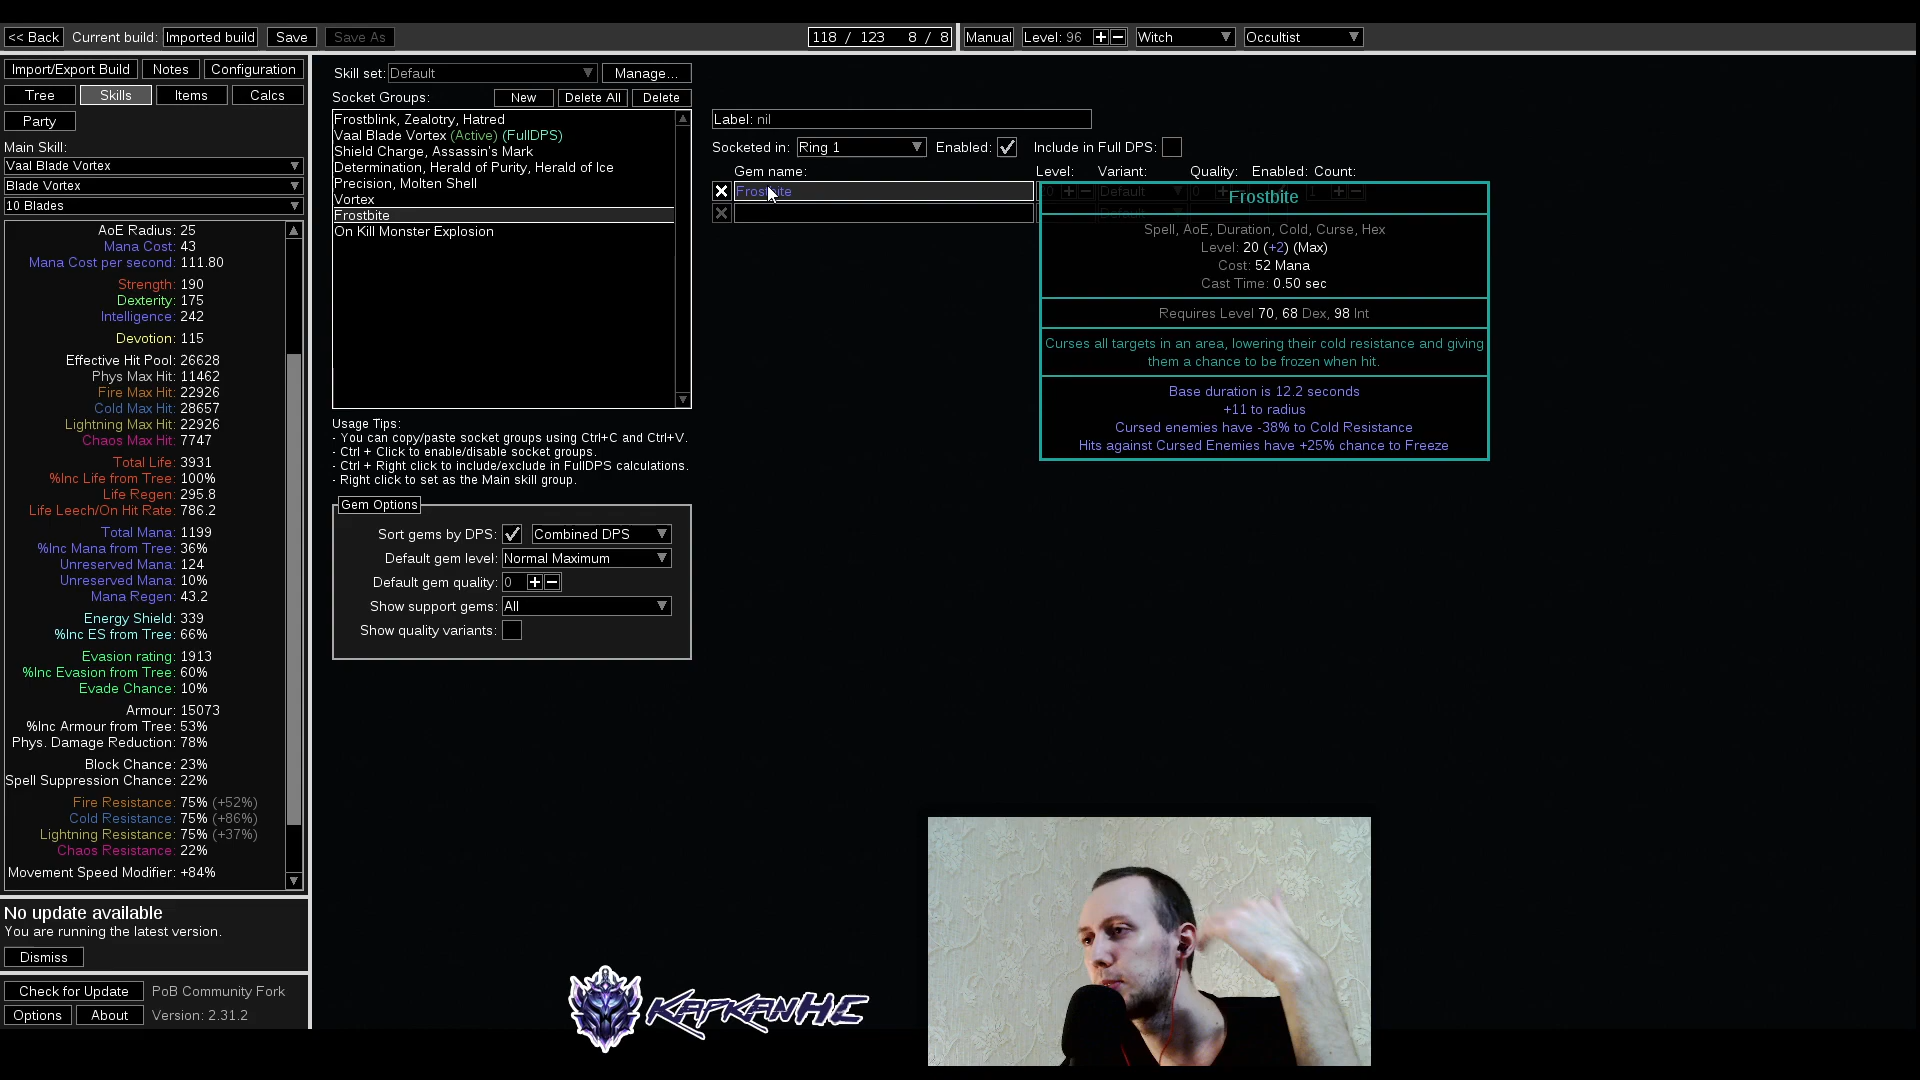 << Back Current build: Imported build Save Save As 118 / 123 8 / 8 Manual Level: 96 Witch Occultist
Import/Export Build Notes Configuration
Tree Skills Items Calcs
Party
Main Skill:
Vaal Blade Vortex
Blade Vortex
10 Blades
AoE Radius: 25
Mana Cost: 43
Mana Cost per second: 111.80
Strength: 190
Dexterity: 175
Intelligence: 242
Devotion: 115
Effective Hit Pool: 26628
Phys Max Hit: 11462
Fire Max Hit: 22926
Cold Max Hit: 28657
Lightning Max Hit: 22926
Chaos Max Hit: 7747
Total Life: 3931
%Inc Life from Tree: 100%
Life Regen: 295.8
Life Leech/On Hit Rate: 786.2
Total Mana: 1199
%Inc Mana from Tree: 36%
Unreserved Mana: 124
Unreserved Mana: 10%
Mana Regen: 43.2
Energy Shield: 339
%Inc ES from Tree: 66%
Evasion rating: 1913
%Inc Evasion from Tree: 60%
Evade Chance: 10%
Armour: 15073
%Inc Armour from Tree: 53%
Phys. Damage Reduction: 78%
Block Chance: 23%
Spell Suppression Chance: 22%
Fire Resistance: 75% (+52%)
Cold Resistance: 75% (+86%)
Lightning Resistance: 75% (+37%)
Chaos Resistance: 22%
Movement Speed Modifier: +84%
No update available
You are running the latest version.
Dismiss
Check for Update PoB Community Fork
Options About Version: 2.31.2
Skill set: Default Manage...
Socket Groups: New Delete All Delete
Frostblink, Zealotry, Hatred
Vaal Blade Vortex (Active) (FullDPS)
Shield Charge, Assassin's Mark
Determination, Herald of Purity, Herald of Ice
Precision, Molten Shell
Vortex
Frostbite
On Kill Monster Explosion
Usage Tips:
- You can copy/paste socket groups using Ctrl+C and Ctrl+V.
- Ctrl + Click to enable/disable socket groups.
- Ctrl + Right click to include/exclude in FullDPS calculations.
- Right click to set as the Main skill group.
Gem Options
Sort gems by DPS: Combined DPS
Default gem level: Normal Maximum
Default gem quality: 0
Show support gems: All
Show quality variants:
Label: nil
Socketed in: Ring 1 Enabled: Include in Full DPS:
Gem name: Level: Variant: Quality: Enabled: Count:
Frostbite Default
Frostbite
Spell, AoE, Duration, Cold, Curse, Hex
Level: 20 (+2) (Max)
Cost: 52 Mana
Cast Time: 0.50 sec
Requires Level 70, 68 Dex, 98 Int
Curses all targets in an area, lowering their cold resistance and giving
them a chance to be frozen when hit.
Base duration is 12.2 seconds
+11 to radius
Cursed enemies have -38% to Cold Resistance
Hits against Cursed Enemies have +25% chance to Freeze
KAPKANHC